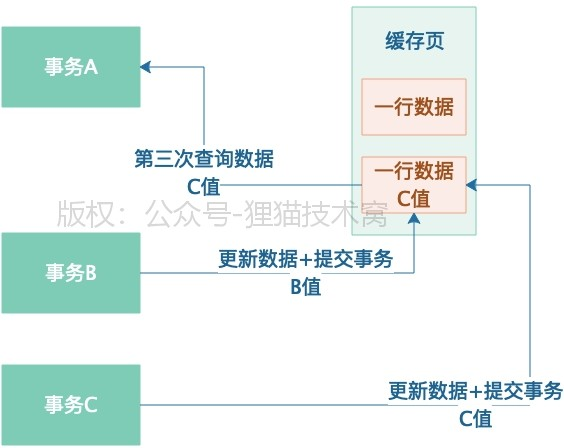 缓存页
事务A
一行数据
第三次查询数据
C值
一行数据
C值
版权：公众号-狸猫技术窝
事务B
更新数据+提交事务
B值
事务C
更新数据+提交事务
C值